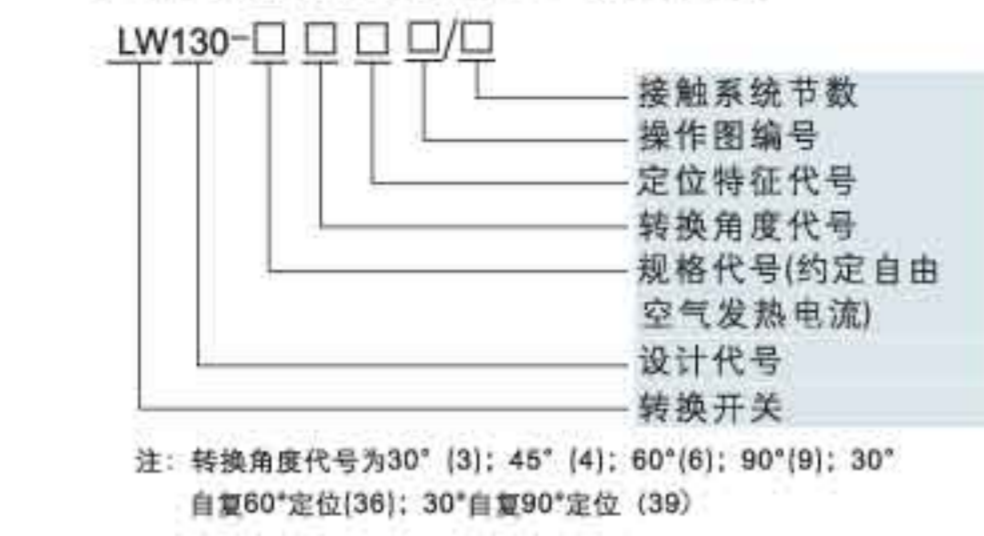 LW130-□ □ □ □/□
接触系统节数
操作图编号
定位特征代号
转换角度代号
规格代号(约定自由
空气发热电流)
设计代号
转换开关
注：转换角度代号为30°(3)；45°(4)；60°(6)；90°(9)；30°
自复60°定位(36)；30°自复90°定位（39）